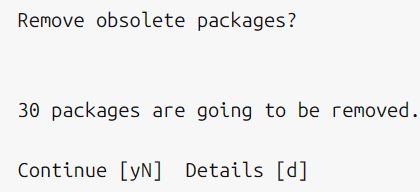 Remove obsolete packages?
30 packages are going to be removed.
Continue [yN]  Details [d]